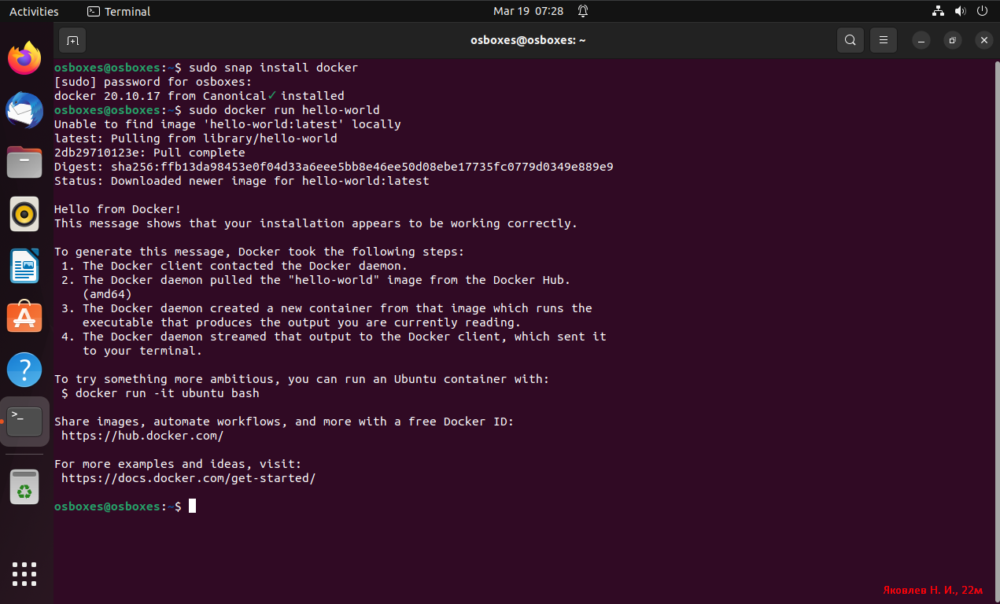 Activities Terminal Mar 19 07:28
osboxes@osboxes: ~
osboxes@osboxes:~$ sudo snap install docker
[sudo] password for osboxes:
docker 20.10.17 from Canonical✓ installed
osboxes@osboxes:~$ sudo docker run hello-world
Unable to find image 'hello-world:latest' locally
latest: Pulling from library/hello-world
2db29710123e: Pull complete
Digest: sha256:ffb13da98453e0f04d33a6eee5bb8e46ee50d08ebe17735fc0779d0349e889e9
Status: Downloaded newer image for hello-world:latest

Hello from Docker!
This message shows that your installation appears to be working correctly.

To generate this message, Docker took the following steps:
 1. The Docker client contacted the Docker daemon.
 2. The Docker daemon pulled the "hello-world" image from the Docker Hub.
    (amd64)
 3. The Docker daemon created a new container from that image which runs the
    executable that produces the output you are currently reading.
 4. The Docker daemon streamed that output to the Docker client, which sent it
    to your terminal.

To try something more ambitious, you can run an Ubuntu container with:
 $ docker run -it ubuntu bash

Share images, automate workflows, and more with a free Docker ID:
 https://hub.docker.com/

For more examples and ideas, visit:
 https://docs.docker.com/get-started/

osboxes@osboxes:~$
Яковлев Н. И., 22м